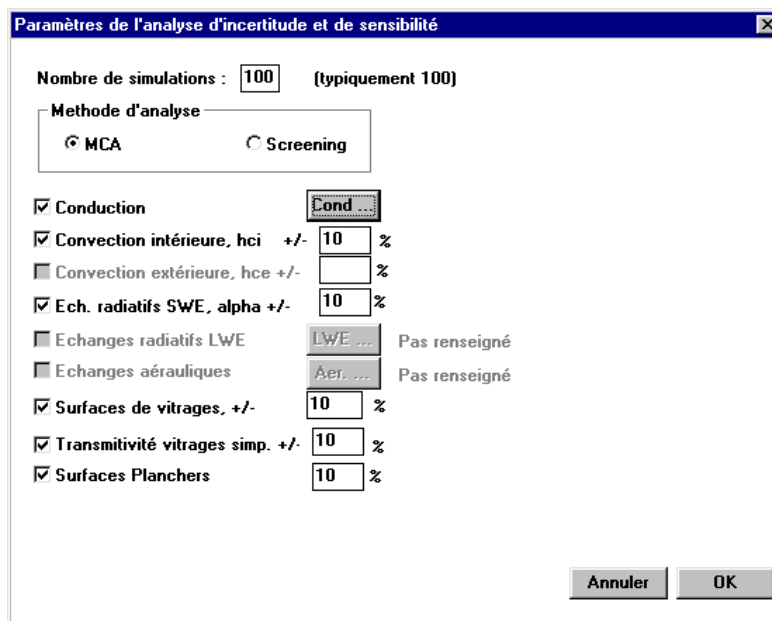 Paramètres de l'analyse d'incertitude et de sensibilité
Nombre de simulations : 100 (typiquement 100)
Methode d'analyse
MCA Screening
Conduction Cond ...
Convection intérieure, hci +/- 10 %
Convection extérieure, hce +/- %
Ech. radiatifs SWE, alpha +/- 10 %
Echanges radiatifs LWE LWE ... Pas renseigné
Echanges aérauliques Aer. ... Pas renseigné
Surfaces de vitrages, +/- 10 %
Transmitivité vitrages simp. +/- 10 %
Surfaces Planchers 10 %
Annuler OK